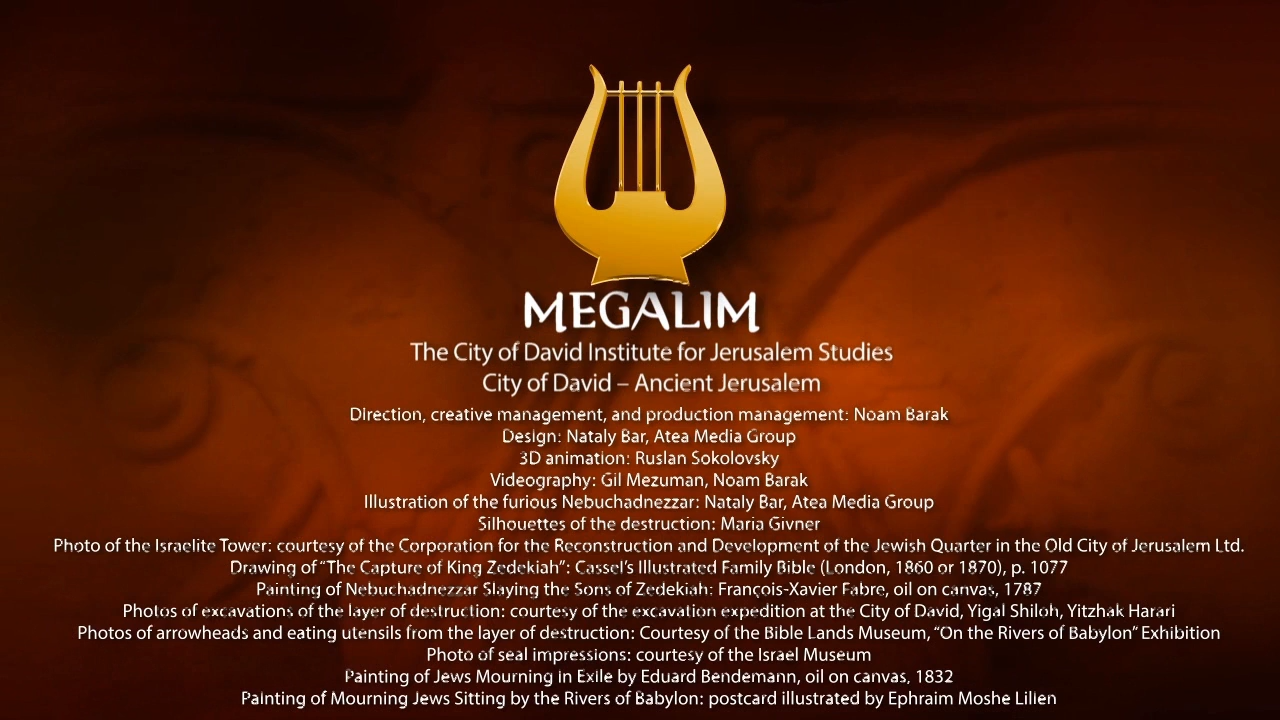 MEGALIM
The City of David Institute for Jerusalem Studies
City of David – Ancient Jerusalem
Direction, creative management, and production management: Noam Barak
Design: Nataly Bar, Atea Media Group
3D animation: Ruslan Sokolovsky
Videography: Gil Mezuman, Noam Barak
Illustration of the furious Nebuchadnezzar: Nataly Bar, Atea Media Group
Silhouettes of the destruction: Maria Givner
Photo of the Israelite Tower: courtesy of the Corporation for the Reconstruction and Development of the Jewish Quarter in the Old City of Jerusalem Ltd.
Drawing of “The Capture of King Zedekiah”: Cassel’s Illustrated Family Bible (London, 1860 or 1870), p. 1077
Painting of Nebuchadnezzar Slaying the Sons of Zedekiah: François-Xavier Fabre, oil on canvas, 1787
Photos of excavations of the layer of destruction: courtesy of the excavation expedition at the City of David, Yigal Shiloh, Yitzhak Harari
Photos of arrowheads and eating utensils from the layer of destruction: Courtesy of the Bible Lands Museum, “On the Rivers of Babylon” Exhibition
Photo of seal impressions: courtesy of the Israel Museum
Painting of Jews Mourning in Exile by Eduard Bendemann, oil on canvas, 1832
Painting of Mourning Jews Sitting by the Rivers of Babylon: postcard illustrated by Ephraim Moshe Lilien